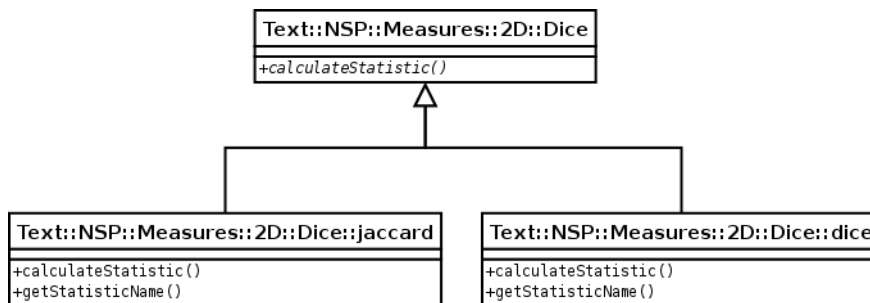 Text::NSP::Measures::2D::Dice
+calculateStatistic()
Text::NSP::Measures::2D::Dice::jaccard
+calculateStatistic()
+getStatisticName()
Text::NSP::Measures::2D::Dice::dice
+calculateStatistic()
+getStatisticName()